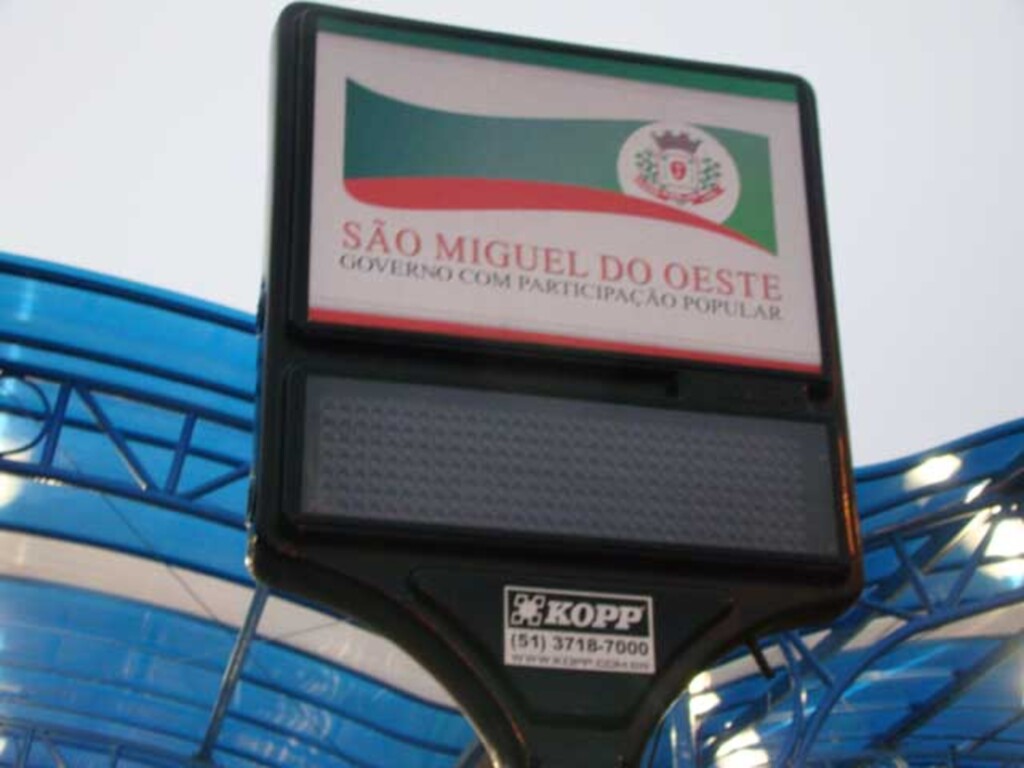 SÃO MIGUEL DO OESTE
GOVERNO COM PARTICIPAÇÃO POPULAR
KOPP
(51) 3718-7000
WWW.KOPP.COM.BR